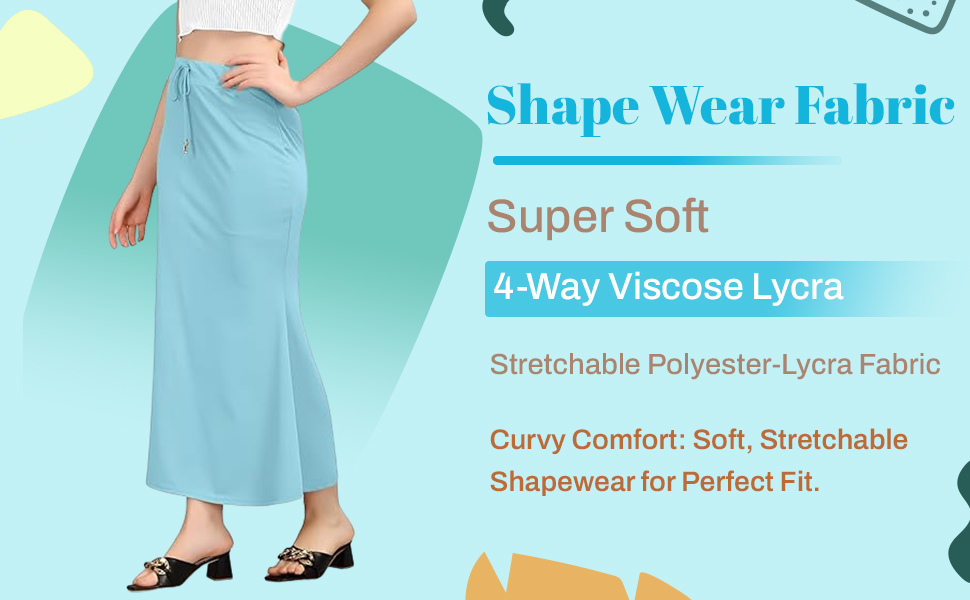 Shape Wear Fabric
Super Soft
4-Way Viscose Lycra
Stretchable Polyester-Lycra Fabric
Curvy Comfort: Soft, Stretchable
Shapewear for Perfect Fit.